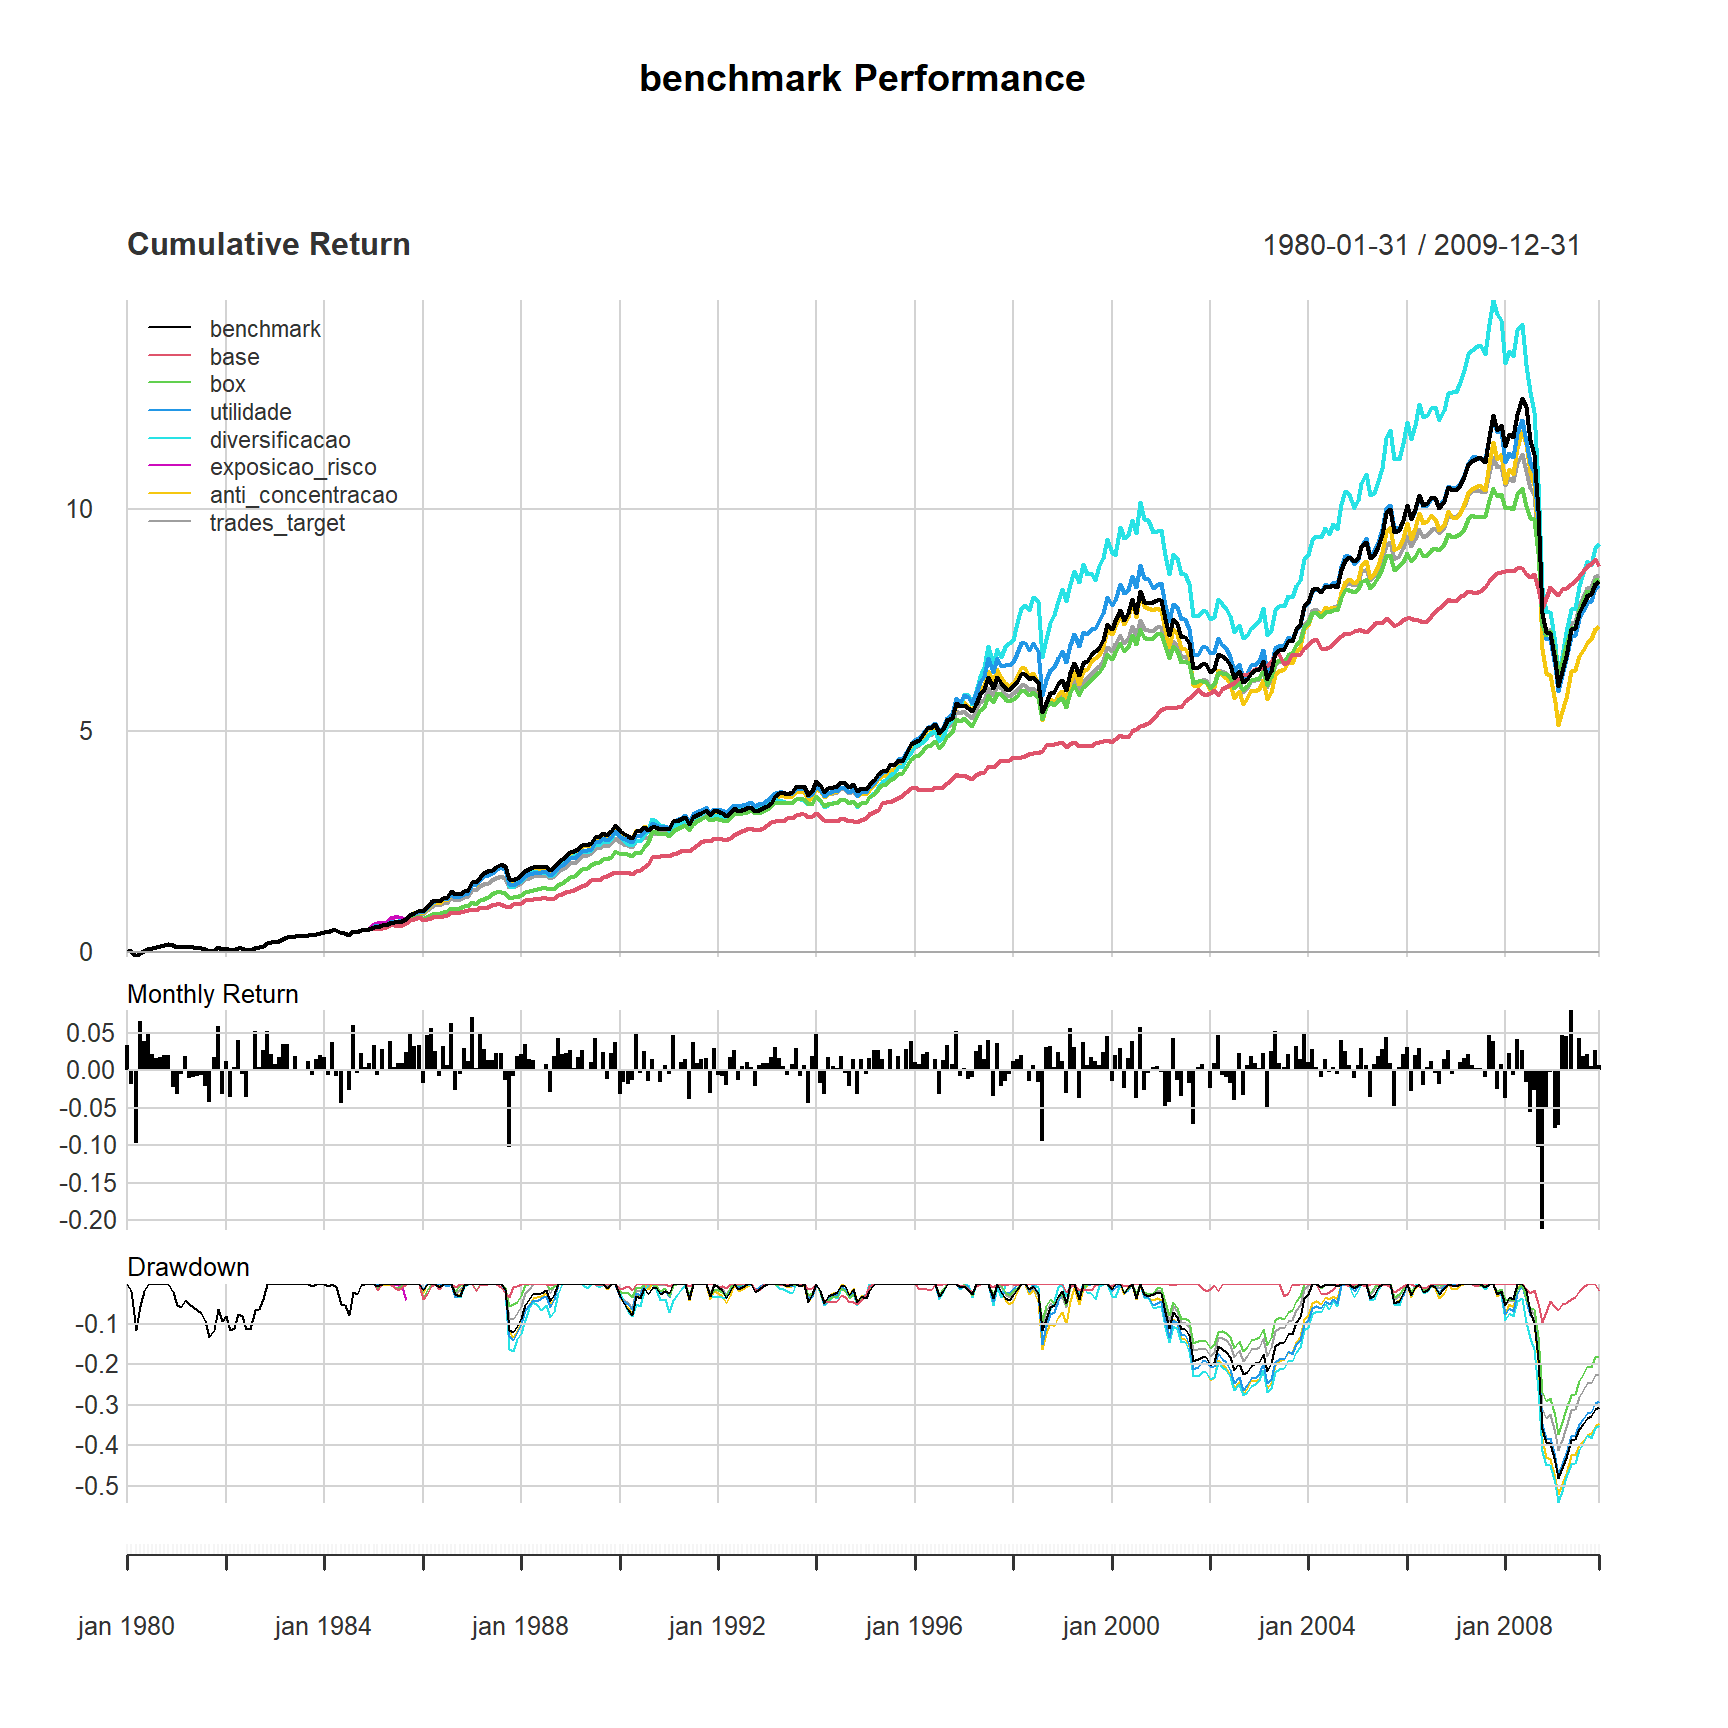 benchmark Performance
Cumulative Return
1980-01-31 / 2009-12-31
benchmark
base
box
utilidade
diversificacao
exposicao_risco
anti_concentracao
trades_target
10
5
0
Monthly Return
0.05
0.00
-0.05
-0.10
-0.15
-0.20
Drawdown
-0.1
-0.2
-0.3
-0.4
-0.5
jan 1980 jan 1984 jan 1988 jan 1992 jan 1996 jan 2000 jan 2004 jan 2008